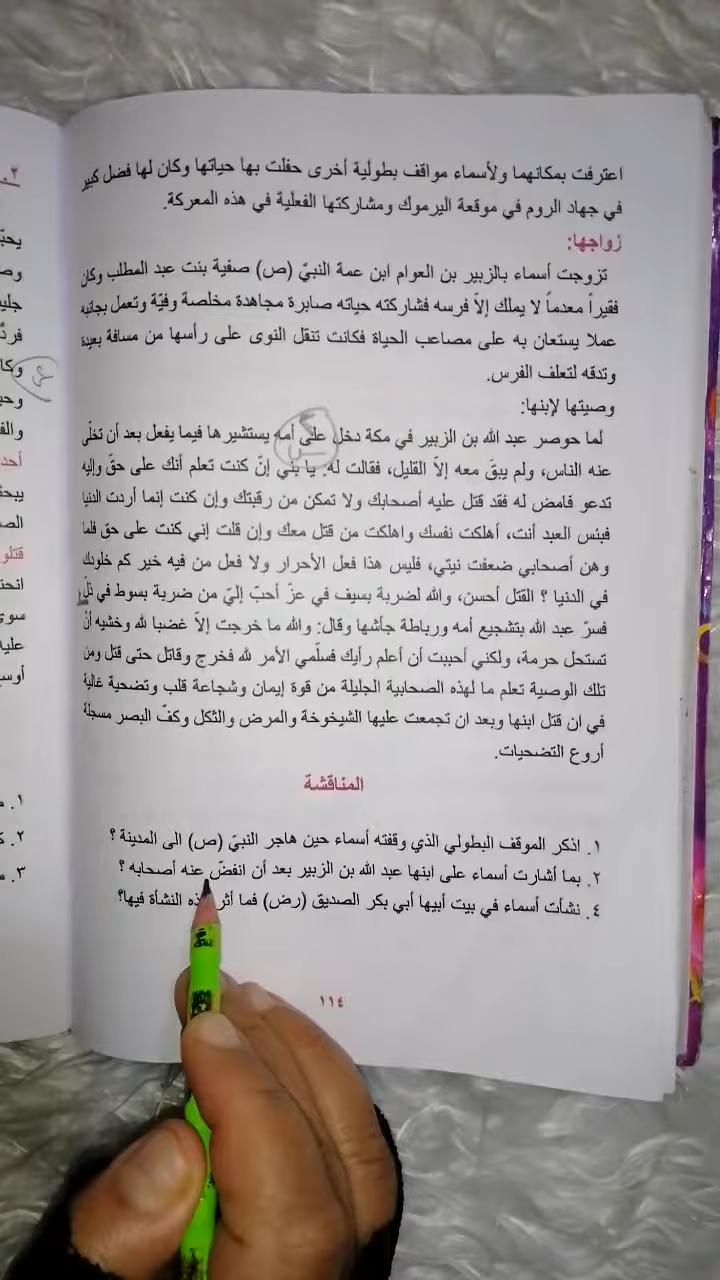 اعترفت بمكانهما ولأسماء مواقف بطولية أخرى حفلت بها حياتها وكان لها فضل كبير
في جهاد الروم في موقعة اليرموك ومشاركتها الفعلية في هذه المعركة.
زواجها:
تزوجت أسماء بالزبير بن العوام ابن عمة النبيّ (ص) صفية بنت عبد المطلب وكان
فقيراً معدماً لا يملك إلاّ فرسه فشاركته حياته صابرة مجاهدة مخلصة وفيّة وتعمل بجانبه
عملا يستعان به على مصاعب الحياة فكانت تنقل النوى على رأسها من مسافة بعيدة
وتدقه لتعلف الفرس.
وصيتها لإبنها:
لما حوصر عبد الله بن الزبير في مكة دخل على أمه يستشيرها فيما يفعل بعد أن تخلّى
عنه الناس، ولم يبقَ معه إلاّ القليل، فقالت له: يا بني إنّ كنت تعلم أنك على حقّ وإليه
تدعو فامض له فقد قتل عليه أصحابك ولا تمكن من رقبتك وإن كنت إنما أردت الدنيا
فبئس العبد أنت، أهلكت نفسك واهلكت من قتل معك وإن قلت إني كنت على حق فلما
وهن أصحابي ضعفت نيتي، فليس هذا فعل الأحرار ولا فعل من فيه خير كم خلودك
في الدنيا ؟ القتل أحسن، والله لضربة بسيف في عزّ أحبّ إليّ من ضربة بسوط في ذلّ
فسرّ عبد الله بتشجيع أمه ورباطة جأشها وقال: والله ما خرجت إلاّ غضبا لله وخشيه أنْ
تستحل حرمة، ولكني أحببت أن أعلم رأيك فسلّمي الأمر لله فخرج وقاتل حتى قتل ومن
تلك الوصية تعلم ما لهذه الصحابية الجليلة من قوة إيمان وشجاعة قلب وتضحية غالية
في ان قتل ابنها وبعد ان تجمعت عليها الشيخوخة والمرض والثكل وكفّ البصر مسجلة
أروع التضحيات.
المناقشة
١. اذكر الموقف البطولي الذي وقفته أسماء حين هاجر النبيّ (ص) الى المدينة ؟
٢. بما أشارت أسماء على ابنها عبد الله بن الزبير بعد أن انفضّ عنه أصحابه ؟
٤. نشأت أسماء في بيت أبيها أبي بكر الصديق (رض) فما أثر النشأة فيها؟
١١٤